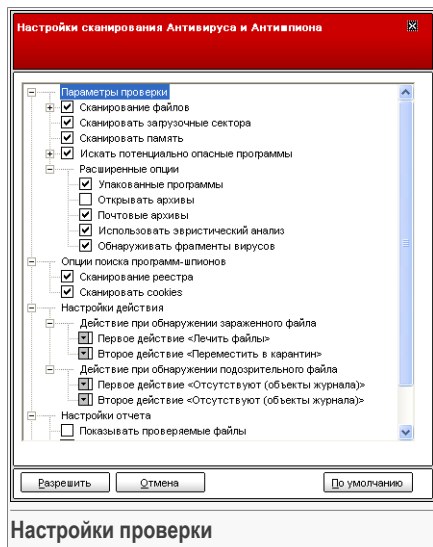 Настройки сканирования Антивируса и Антишпиона
Параметры проверки
Сканирование файлов
Сканировать загрузочные сектора
Сканировать память
Искать потенциально опасные программы
Расширенные опции
Упакованные программы
Открывать архивы
Почтовые архивы
Использовать эвристический анализ
Обнаруживать фрагменты вирусов
Опции поиска программ-шпионов
Сканирование реестра
Сканировать cookies
Настройки действия
Действие при обнаружении зараженного файла
Первое действие <Лечить файлы>
Второе действие <Переместить в карантин>
Действие при обнаружении подозрительного файла
Первое действие <Отсутствуют (объекты журнала)>
Второе действие <Отсутствуют (объекты журнала)>
Настройки отчета
Показывать проверяемые файлы
Разрешить Отмена По умолчанию
Настройки проверки